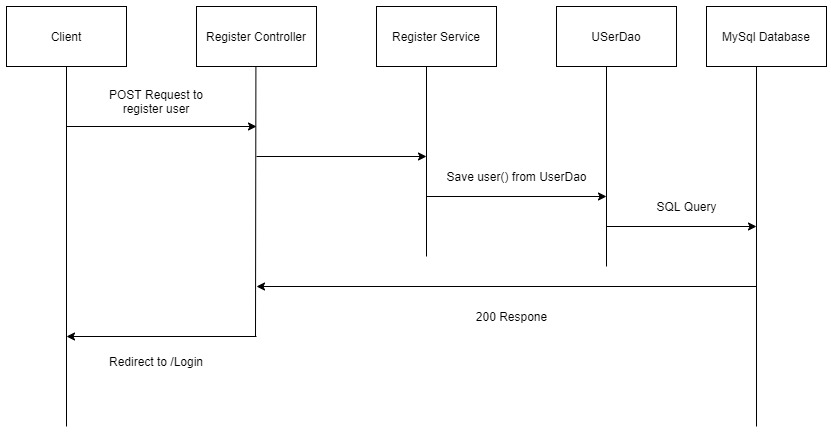 Client
Register Controller
Register Service
USerDao
MySql Database
POST Request to
register user
Save user() from UserDao
SQL Query
200 Respone
Redirect to /Login